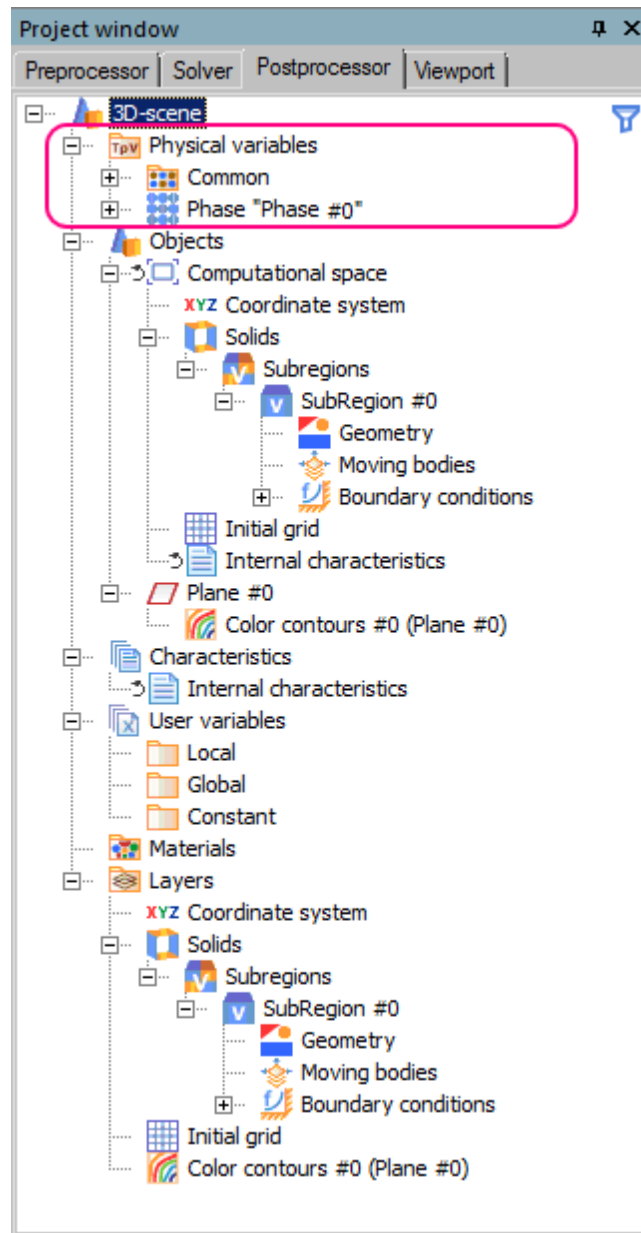 Project window
Preprocessor Solver Postprocessor Viewport
3D-scene
TpV Physical variables
Common
Phase "Phase #0"
Objects
Computational space
XYZ Coordinate system
Solids
V Subregions
V SubRegion #0
Geometry
Moving bodies
Boundary conditions
Initial grid
Internal characteristics
Plane #0
Color contours #0 (Plane #0)
Characteristics
Internal characteristics
x User variables
Local
Global
Constant
Materials
Layers
XYZ Coordinate system
Solids
V Subregions
V SubRegion #0
Geometry
Moving bodies
Boundary conditions
Initial grid
Color contours #0 (Plane #0)